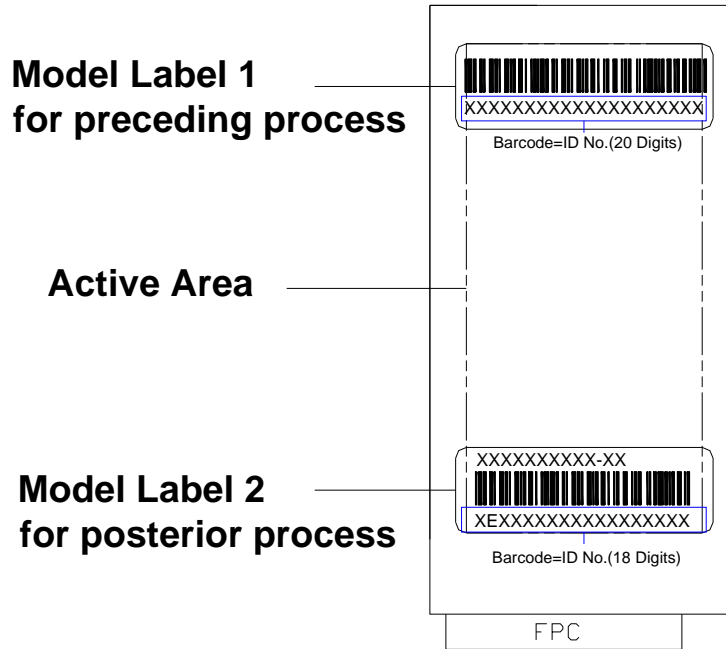 Model Label 1
for preceding process
XXXXXXXXXXXXXXXXXXXX
Barcode=ID No.(20 Digits)
Active Area
XXXXXXXXXX-XX
Model Label 2
for posterior process
XEXXXXXXXXXXXXXXXX
Barcode=ID No.(18 Digits)
FPC